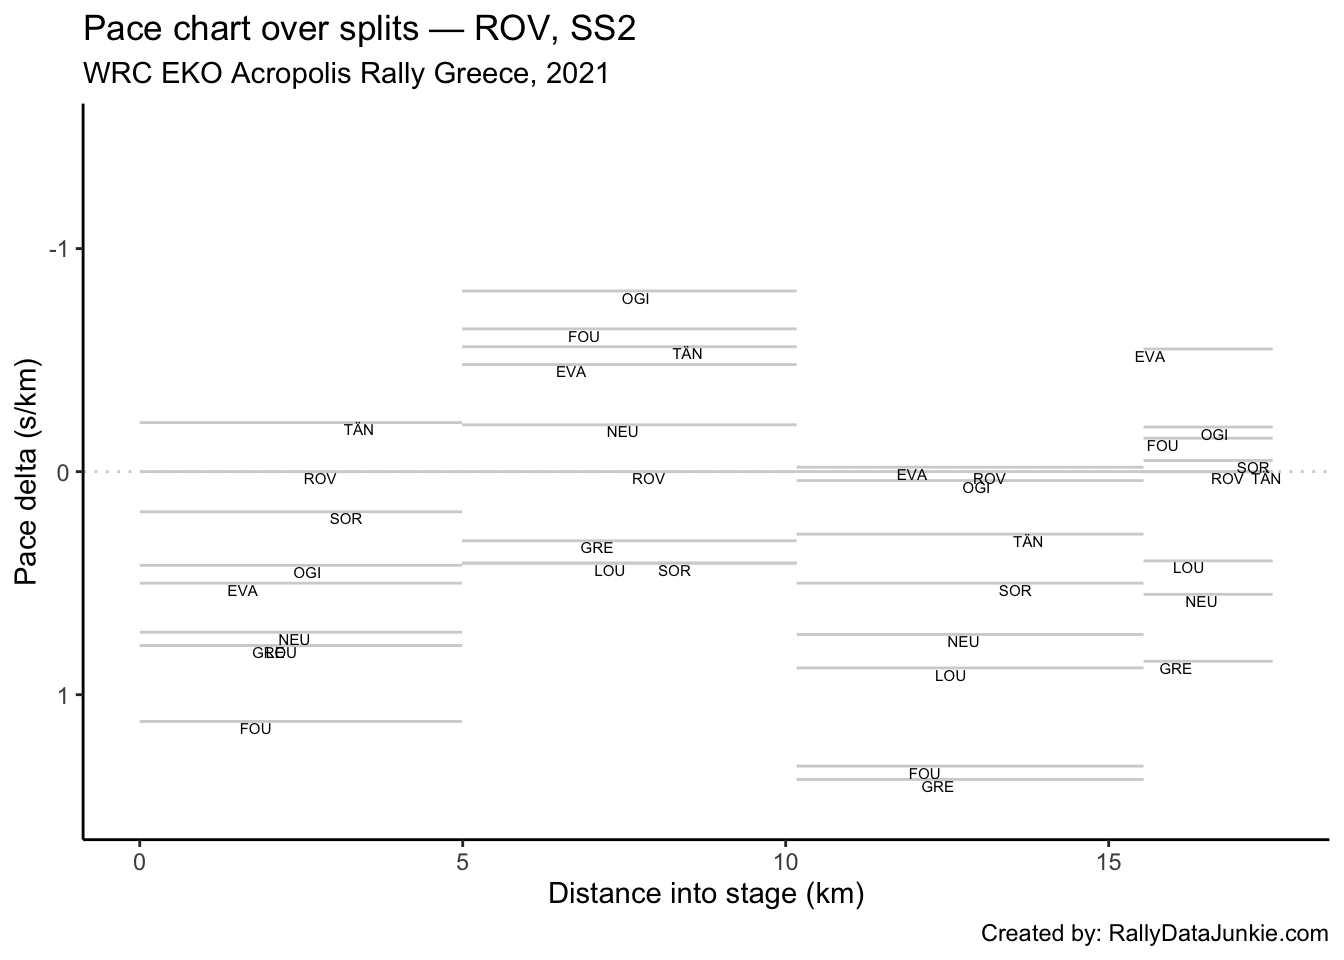 Pace chart over splits — ROV, SS2
WRC EKO Acropolis Rally Greece, 2021
Pace delta (s/km)
-1
0
1
TÄN
ROV
SOR
OGI
EVA
NEU
GRE
LOU
FOU
OGI
FOU
TÄN
EVA
NEU
ROV
GRE
LOU SOR
EVA ROV
OGI
TÄN
SOR
NEU
LOU
FOU
GRE
EVA
OGI
FOU
SOR
ROV TÄN
LOU
NEU
GRE
0 5 10 15
Distance into stage (km)
Created by: RallyDataJunkie.com